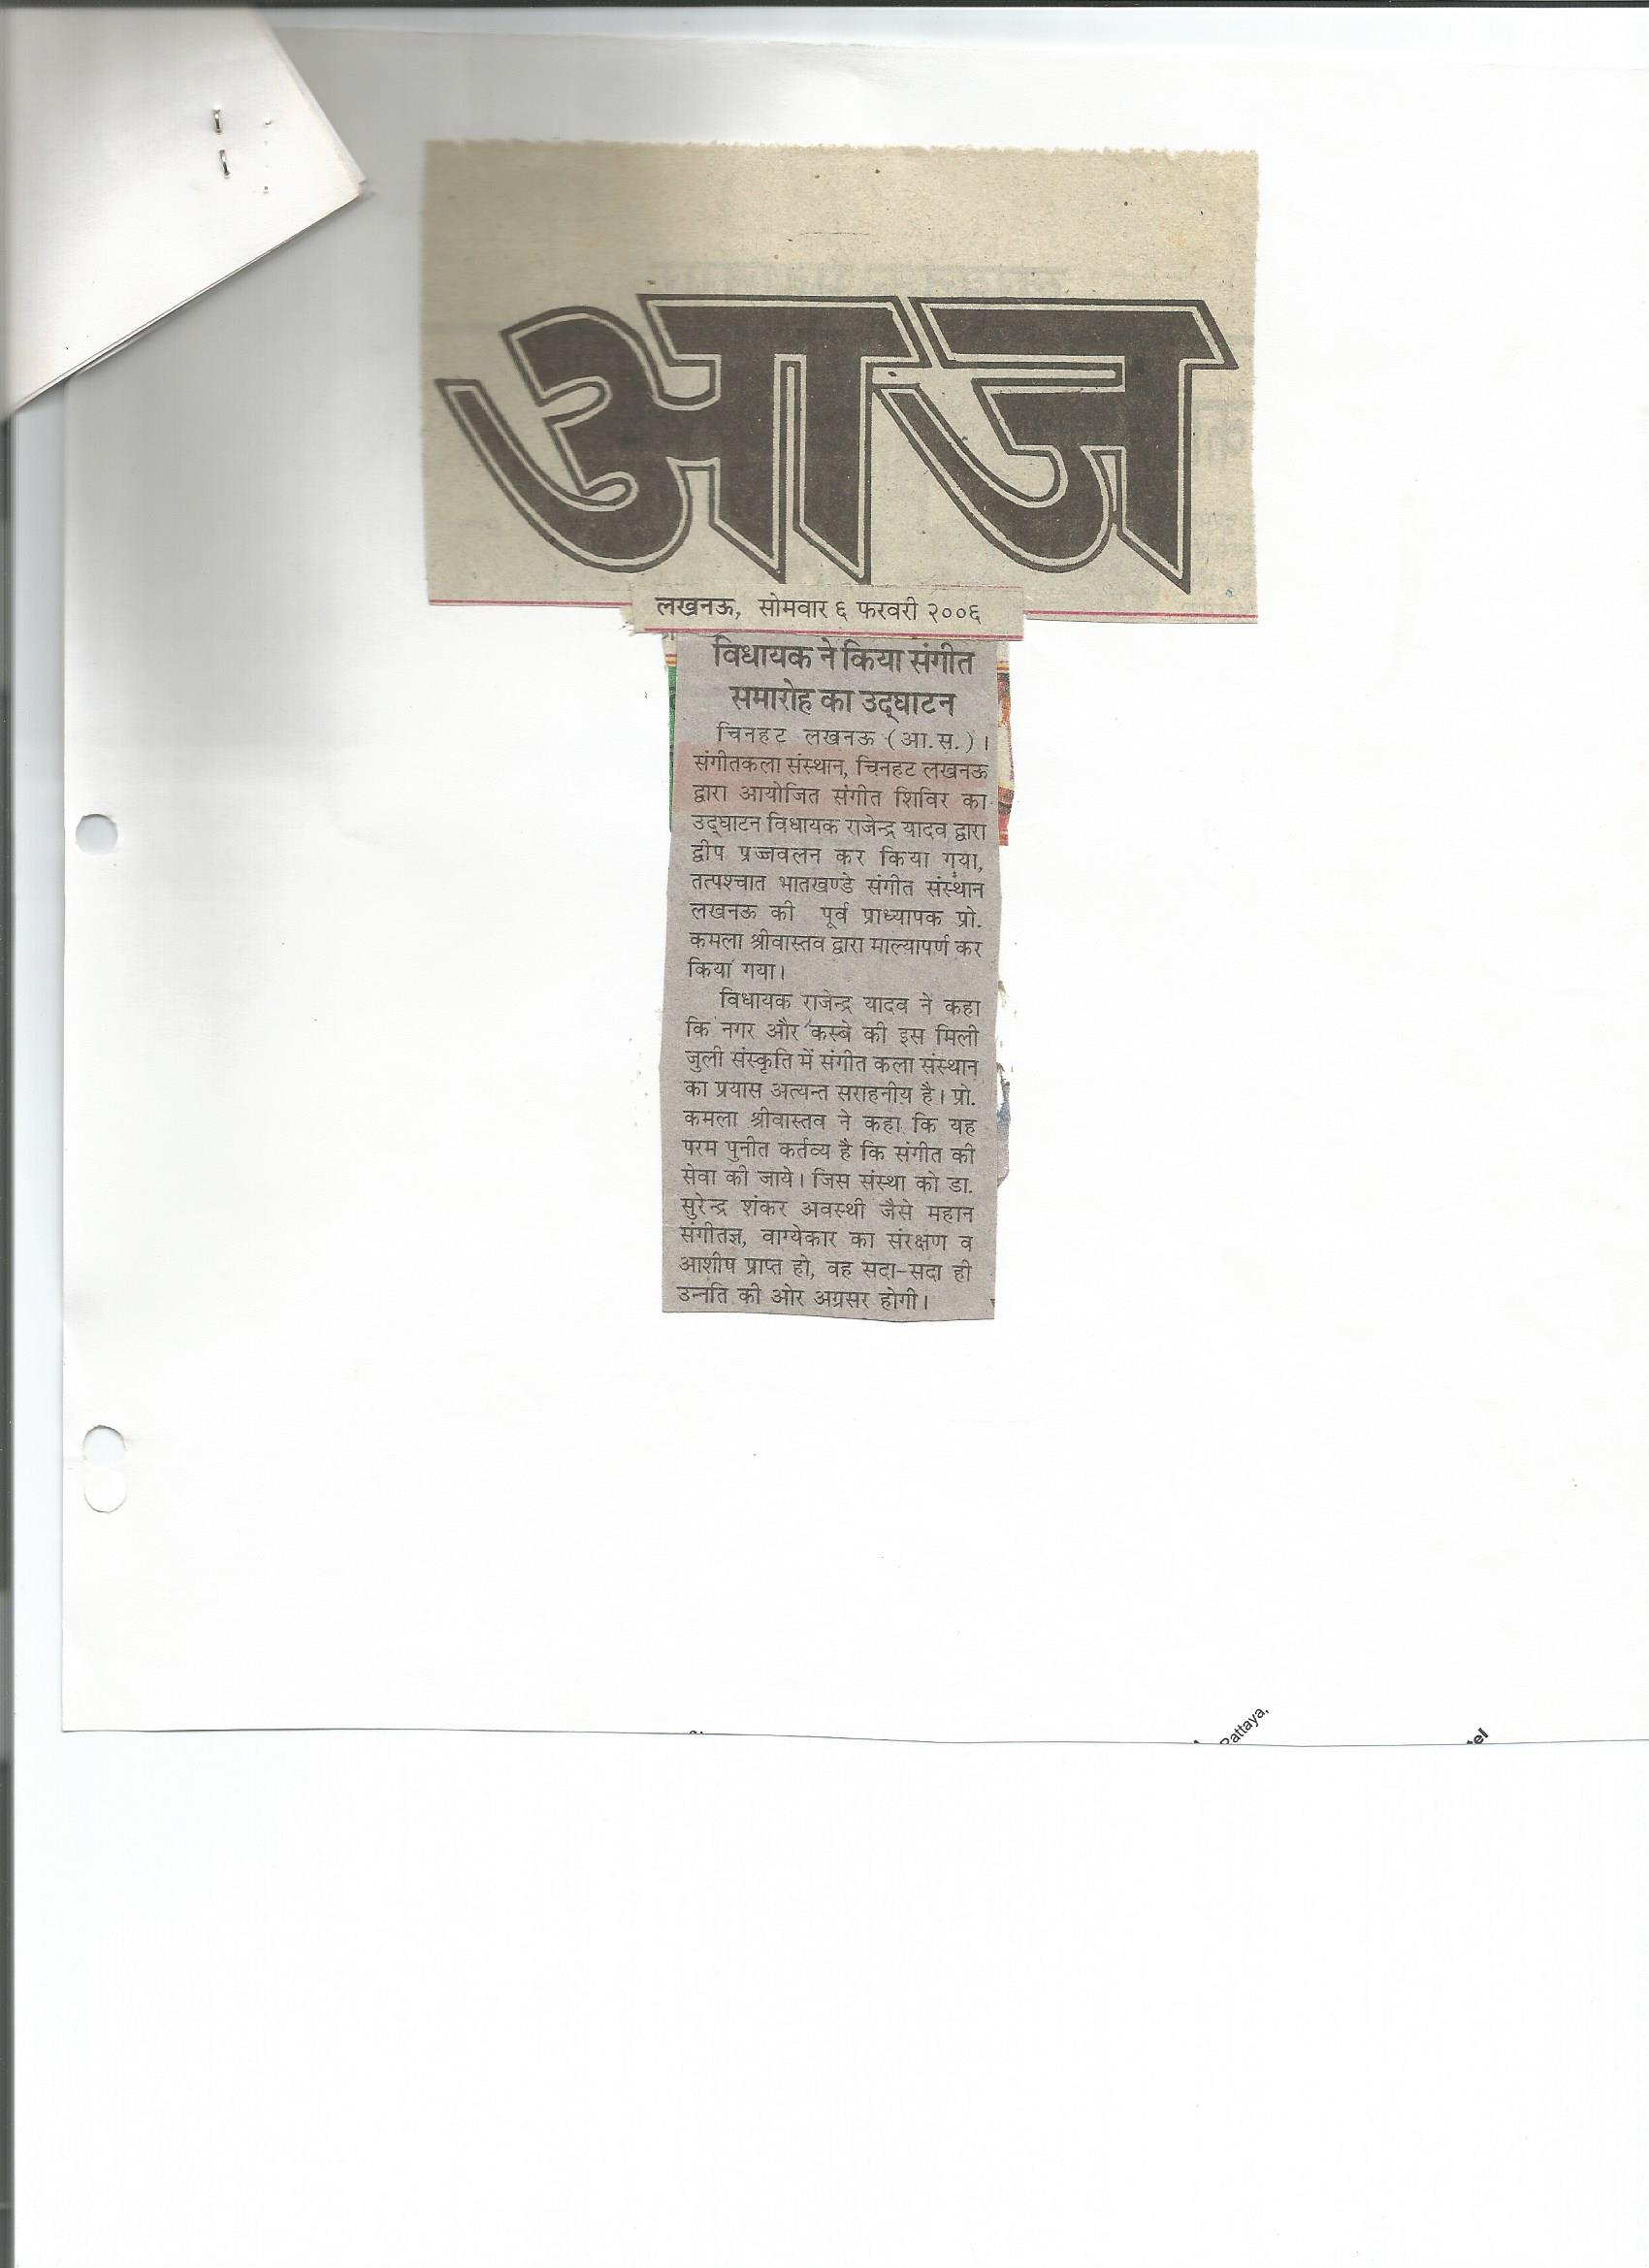 आज
लखनऊ, सोमवार ६ फरवरी २००६
विधायक ने किया संगीत
समारोह का उद्घाटन
चिनहट लखनऊ (आ.स.)।
संगीतकला संस्थान, चिनहट लखनऊ
द्वारा आयोजित संगीत शिविर का
उद्घाटन विधायक राजेन्द्र यादव द्वारा
द्वीप प्रज्जवलन कर किया गया,
तत्पश्चात भातखण्डे संगीत संस्थान
लखनऊ की पूर्व प्राध्यापक प्रो.
कमला श्रीवास्तव द्वारा माल्यापर्ण कर
किया गया।
विधायक राजेन्द्र यादव ने कहा
कि नगर और कस्बे की इस मिली
जुली संस्कृति में संगीत कला संस्थान
का प्रयास अत्यन्त सराहनीय है। प्रो.
कमला श्रीवास्तव ने कहा कि यह
परम पुनीत कर्तव्य है कि संगीत की
सेवा की जाये। जिस संस्था को डा.
सुरेन्द्र शंकर अवस्थी जैसे महान
संगीतज्ञ, वाग्येकार का संरक्षण व
आशीष प्राप्त हो, वह सदा-सदा ही
उन्नति की ओर अग्रसर होगी।
Pattaya,